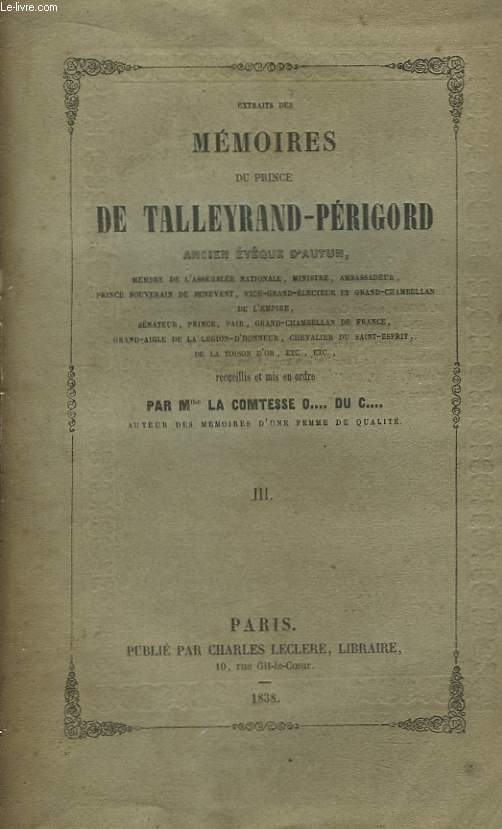 Le-livre.com
EXTRAITS DES
MÉMOIRES
DU PRINCE
DE TALLEYRAND-PÉRIGORD
ANCIEN ÉVÊQUE D'AUTUN,
MEMBRE DE L'ASSEMBLÉE NATIONALE, MINISTRE, AMBASSADEUR,
PRINCE SOUVERAIN DE BENEVENT, VICE-GRAND-ÉLECTEUR ET GRAND-CHAMBELLAN
DE L'EMPIRE,
SÉNATEUR, PRINCE, PAIR, GRAND-CHAMBELLAN DE FRANCE,
GRAND-AIGLE DE LA LÉGION-D'HONNEUR, CHEVALIER DU SAINT-ESPRIT,
DE LA TOISON D'OR, ETC., ETC.,
recueillis et mis en ordre
PAR Mme LA COMTESSE O.... DU C....
AUTEUR DES MÉMOIRES D'UNE FEMME DE QUALITÉ.
III.
PARIS.
PUBLIÉ PAR CHARLES LECLERE, LIBRAIRE,
10, rue Gît-le-Cœur.
1838.